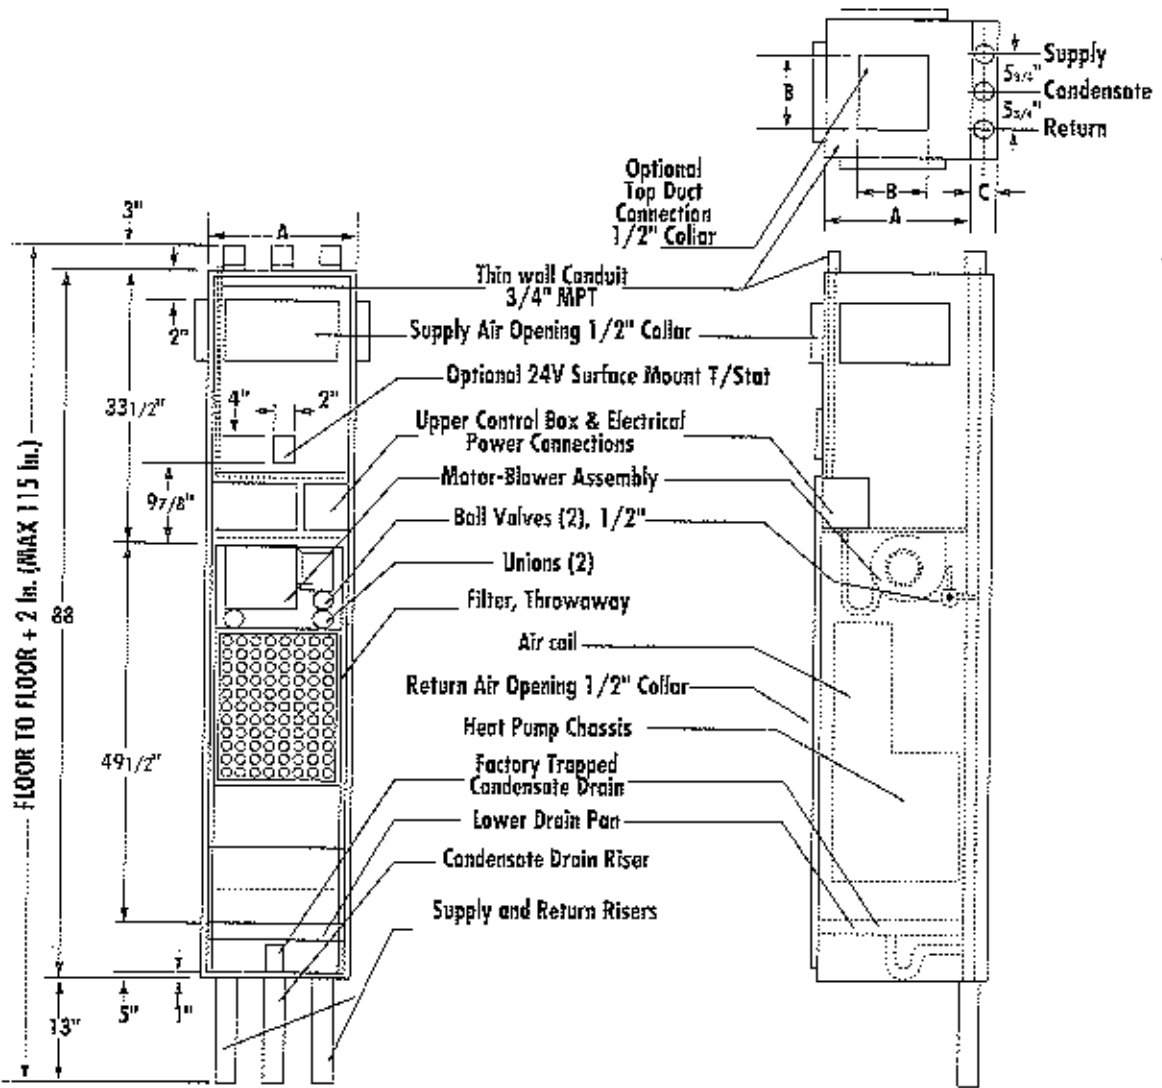 Supply
5 3/4"
Condensate
5 3/4"
Return
B
B
C
A
Optional
Top Duct
Connection
1/2" Collar
3"
A
Thin wall Conduit
3/4" MPT
2"
Supply Air Opening 1/2" Collar
Optional 24V Surface Mount T/Stat
4"
2"
33 1/2"
Upper Control Box & Electrical
Power Connections
Motor-Blower Assembly
9 7/8"
Ball Valves (2), 1/2"
Unions (2)
Filter, Throwaway
88
FLOOR TO FLOOR + 2 In. (MAX 115 In.)
Air coil
Return Air Opening 1/2" Collar
Heat Pump Chassis
49 1/2"
Factory Trapped
Condensate Drain
Lower Drain Pan
Condensate Drain Riser
Supply and Return Risers
13"
5"
1"